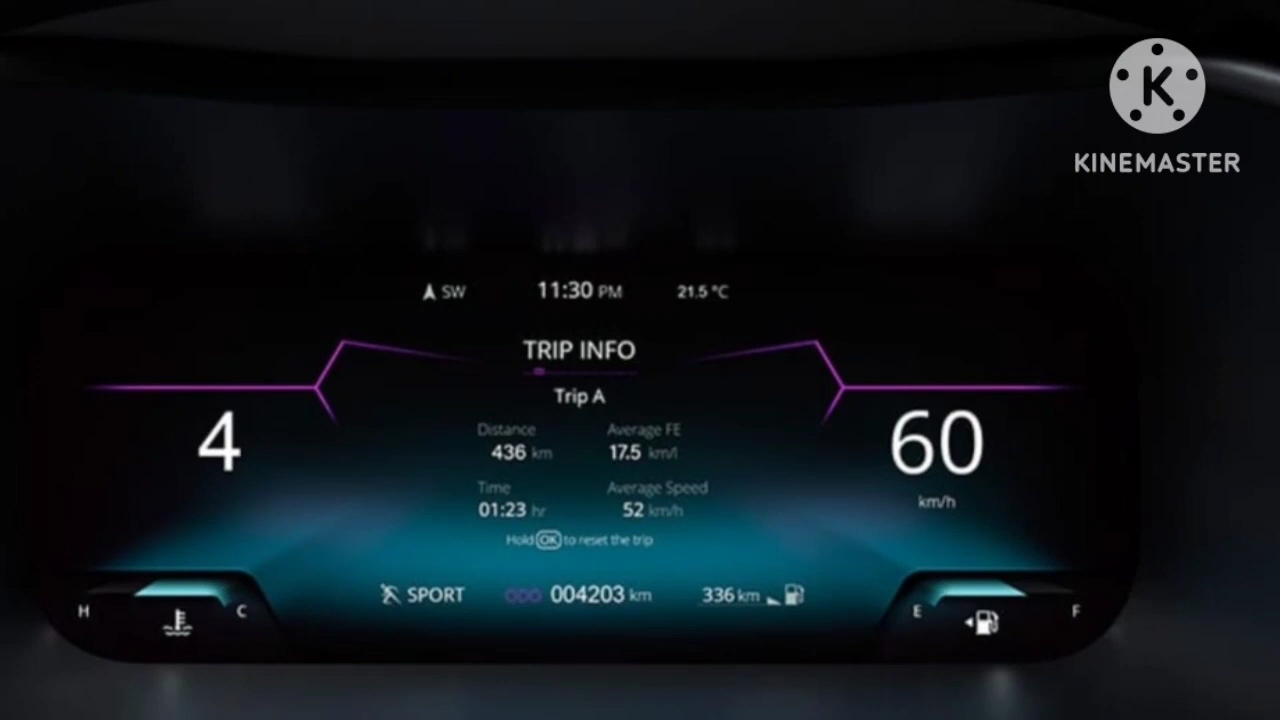 K
KINEMASTER
SW 11:30 PM 21.5 °C
TRIP INFO
Trip A
4
60
km/h
Distance Average FE
436 km 17.5 km/l
Time Average Speed
01:23 hr 52 km/h
Hold OK to reset the trip
SPORT ODO 004203 km 336 km
H C E F